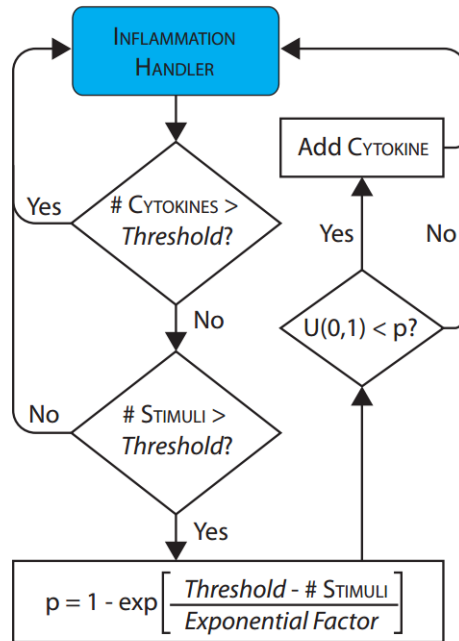 INFLAMMATION
HANDLER
Add CYTOKINE
Yes
# CYTOKINES >
Threshold?
Yes
No
No
U(0,1) < p?
No
# STIMULI >
Threshold?
Yes
p = 1 - exp[Threshold - # STIMULI
Exponential Factor]